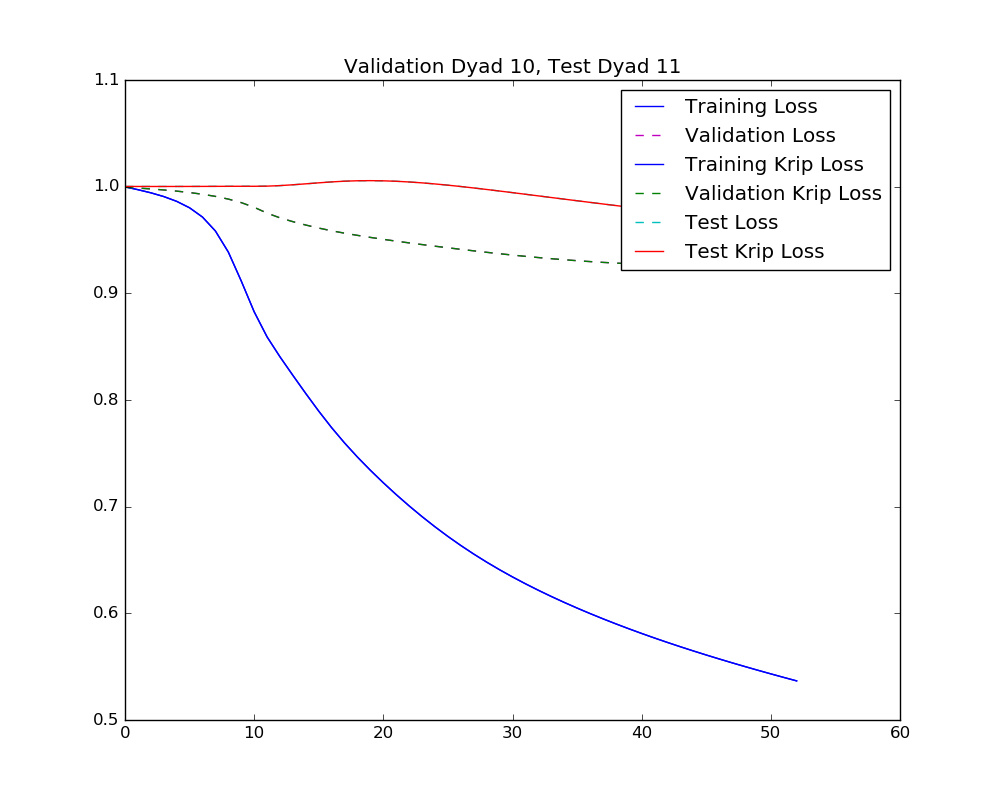 Validation Dyad 10, Test Dyad 11
1.1
1.0
0.9
0.8
0.7
0.6
0.5
0 10 20 30 40 50 60
Training Loss
Validation Loss
Training Krip Loss
Validation Krip Loss
Test Loss
Test Krip Loss